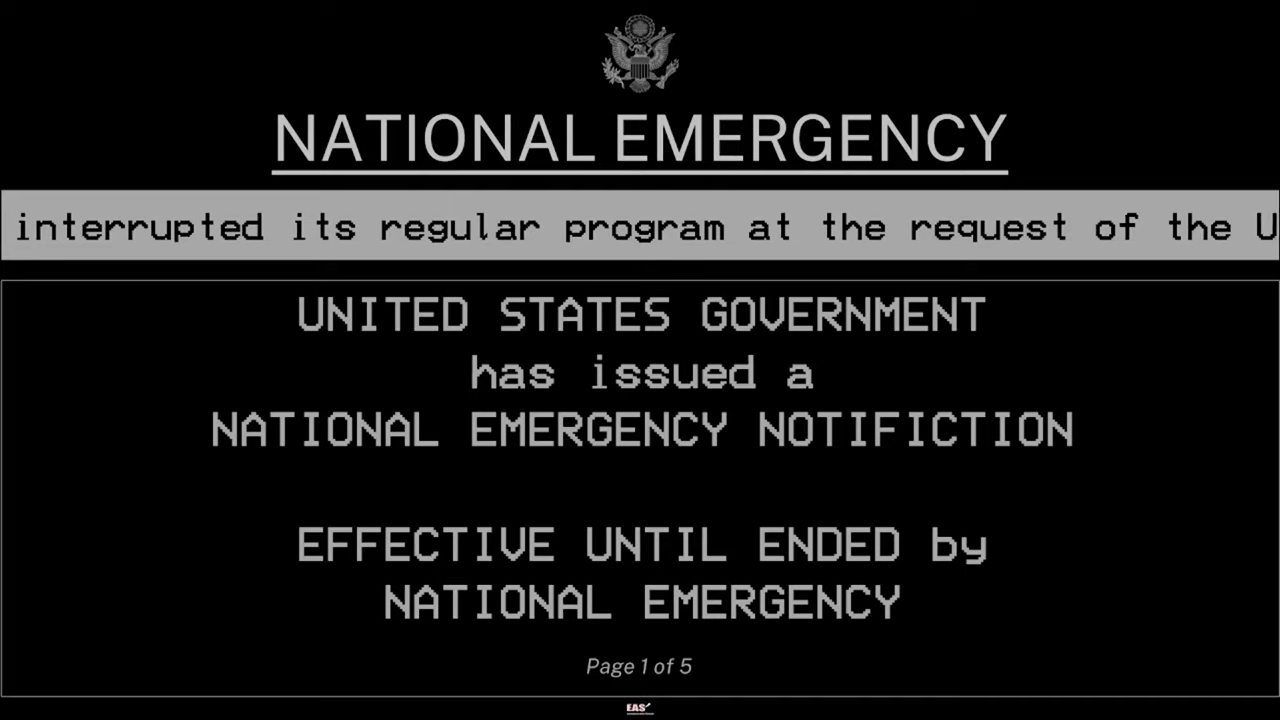 NATIONAL EMERGENCY
interrupted its regular program at the request of the U
UNITED STATES GOVERNMENT
has issued a
NATIONAL EMERGENCY NOTIFICTION
EFFECTIVE UNTIL ENDED by
NATIONAL EMERGENCY
Page 1 of 5
EAS